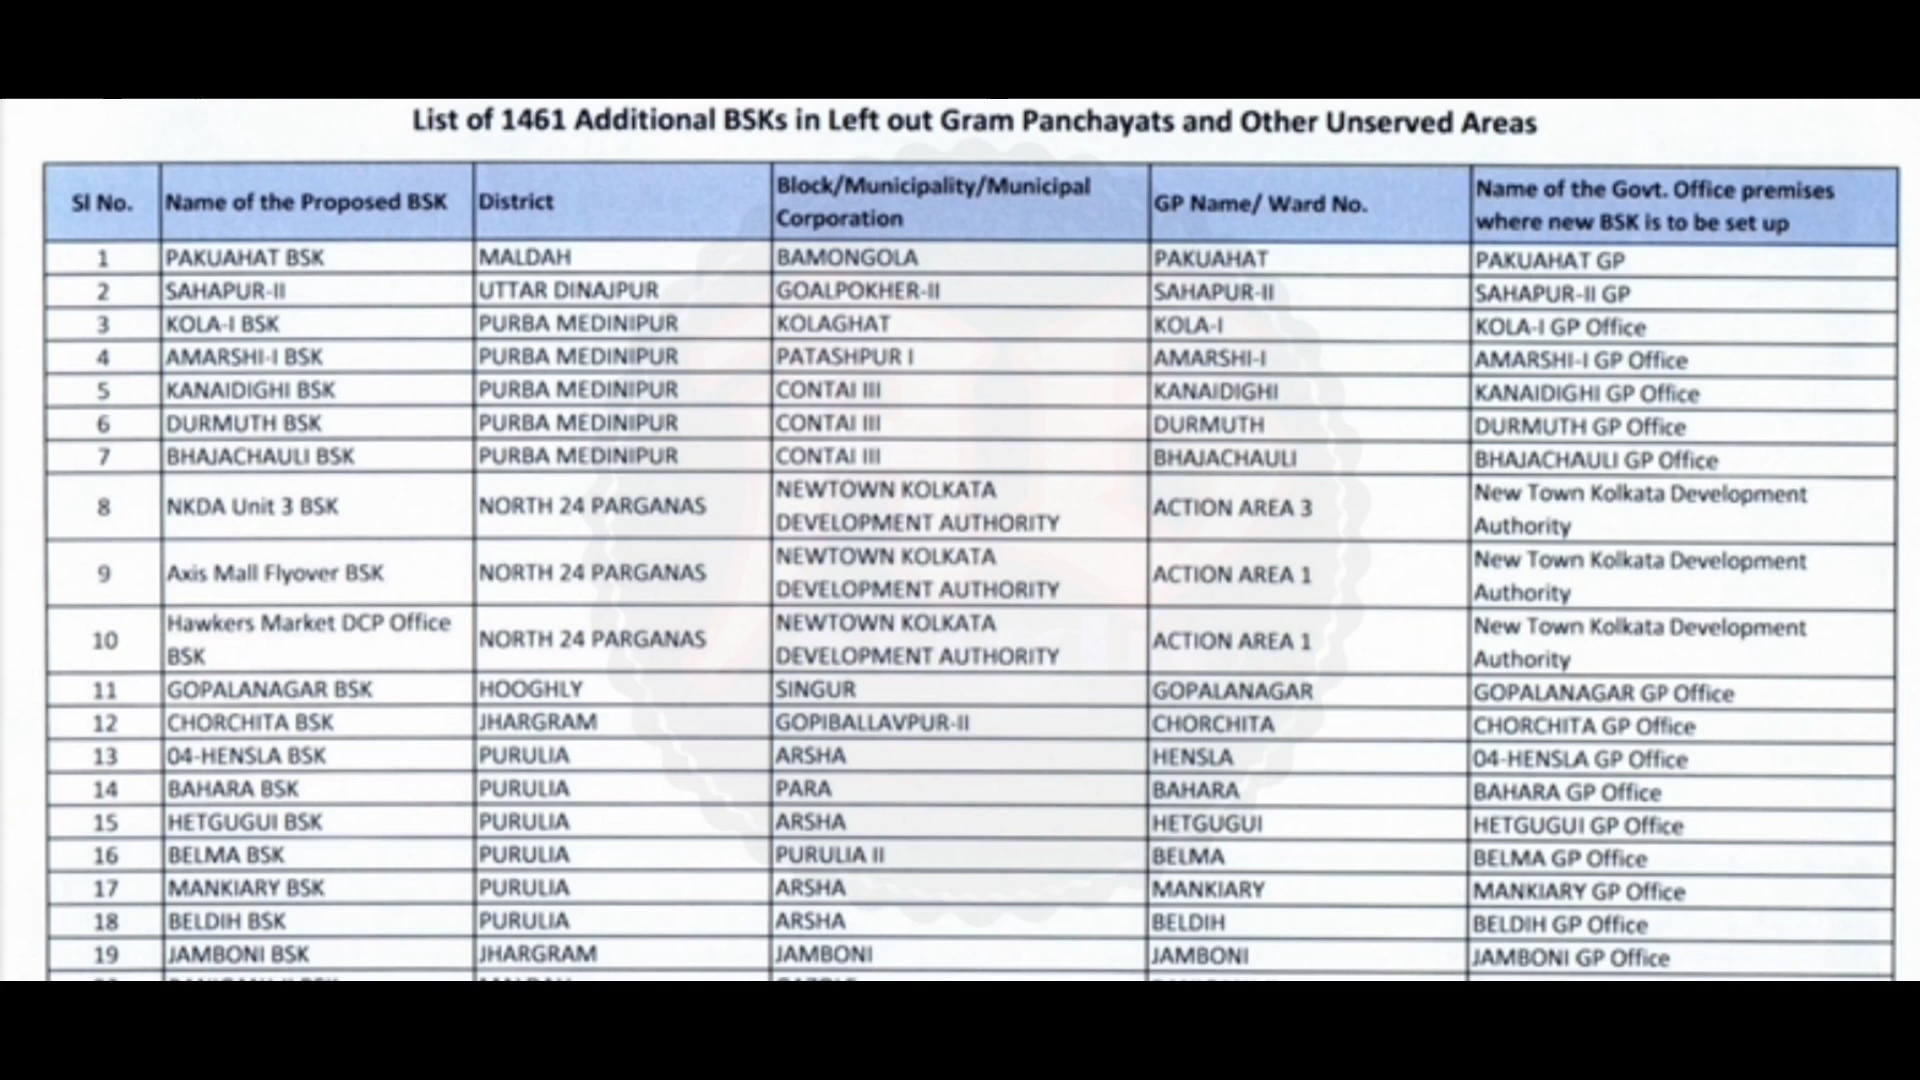 List of 1461 Additional BSKs in Left out Gram Panchayats and Other Unserved Areas
Sl No. Name of the Proposed BSK District Block/Municipality/Municipal Corporation GP Name/ Ward No. Name of the Govt. Office premises where new BSK is to be set up
1 PAKUAHAT BSK MALDAH BAMONGOLA PAKUAHAT PAKUAHAT GP
2 SAHAPUR-II UTTAR DINAJPUR GOALPOKHER-II SAHAPUR-II SAHAPUR-II GP
3 KOLA-I BSK PURBA MEDINIPUR KOLAGHAT KOLA-I KOLA-I GP Office
4 AMARSHI-I BSK PURBA MEDINIPUR PATASHPUR I AMARSHI-I AMARSHI-I GP Office
5 KANAIDIGHI BSK PURBA MEDINIPUR CONTAI III KANAIDIGHI KANAIDIGHI GP Office
6 DURMUTH BSK PURBA MEDINIPUR CONTAI III DURMUTH DURMUTH GP Office
7 BHAJACHAULI BSK PURBA MEDINIPUR CONTAI III BHAJACHAULI BHAJACHAULI GP Office
8 NKDA Unit 3 BSK NORTH 24 PARGANAS NEWTOWN KOLKATA DEVELOPMENT AUTHORITY ACTION AREA 3 New Town Kolkata Development Authority
9 Axis Mall Flyover BSK NORTH 24 PARGANAS NEWTOWN KOLKATA DEVELOPMENT AUTHORITY ACTION AREA 1 New Town Kolkata Development Authority
10 Hawkers Market DCP Office BSK NORTH 24 PARGANAS NEWTOWN KOLKATA DEVELOPMENT AUTHORITY ACTION AREA 1 New Town Kolkata Development Authority
11 GOPALANAGAR BSK HOOGHLY SINGUR GOPALANAGAR GOPALANAGAR GP Office
12 CHORCHITA BSK JHARGRAM GOPIBALLAVPUR-II CHORCHITA CHORCHITA GP Office
13 04-HENSLA BSK PURULIA ARSHA HENSLA 04-HENSLA GP Office
14 BAHARA BSK PURULIA PARA BAHARA BAHARA GP Office
15 HETGUGUI BSK PURULIA ARSHA HETGUGUI HETGUGUI GP Office
16 BELMA BSK PURULIA PURULIA II BELMA BELMA GP Office
17 MANKIARY BSK PURULIA ARSHA MANKIARY MANKIARY GP Office
18 BELDIH BSK PURULIA ARSHA BELDIH BELDIH GP Office
19 JAMBONI BSK JHARGRAM JAMBONI JAMBONI JAMBONI GP Office